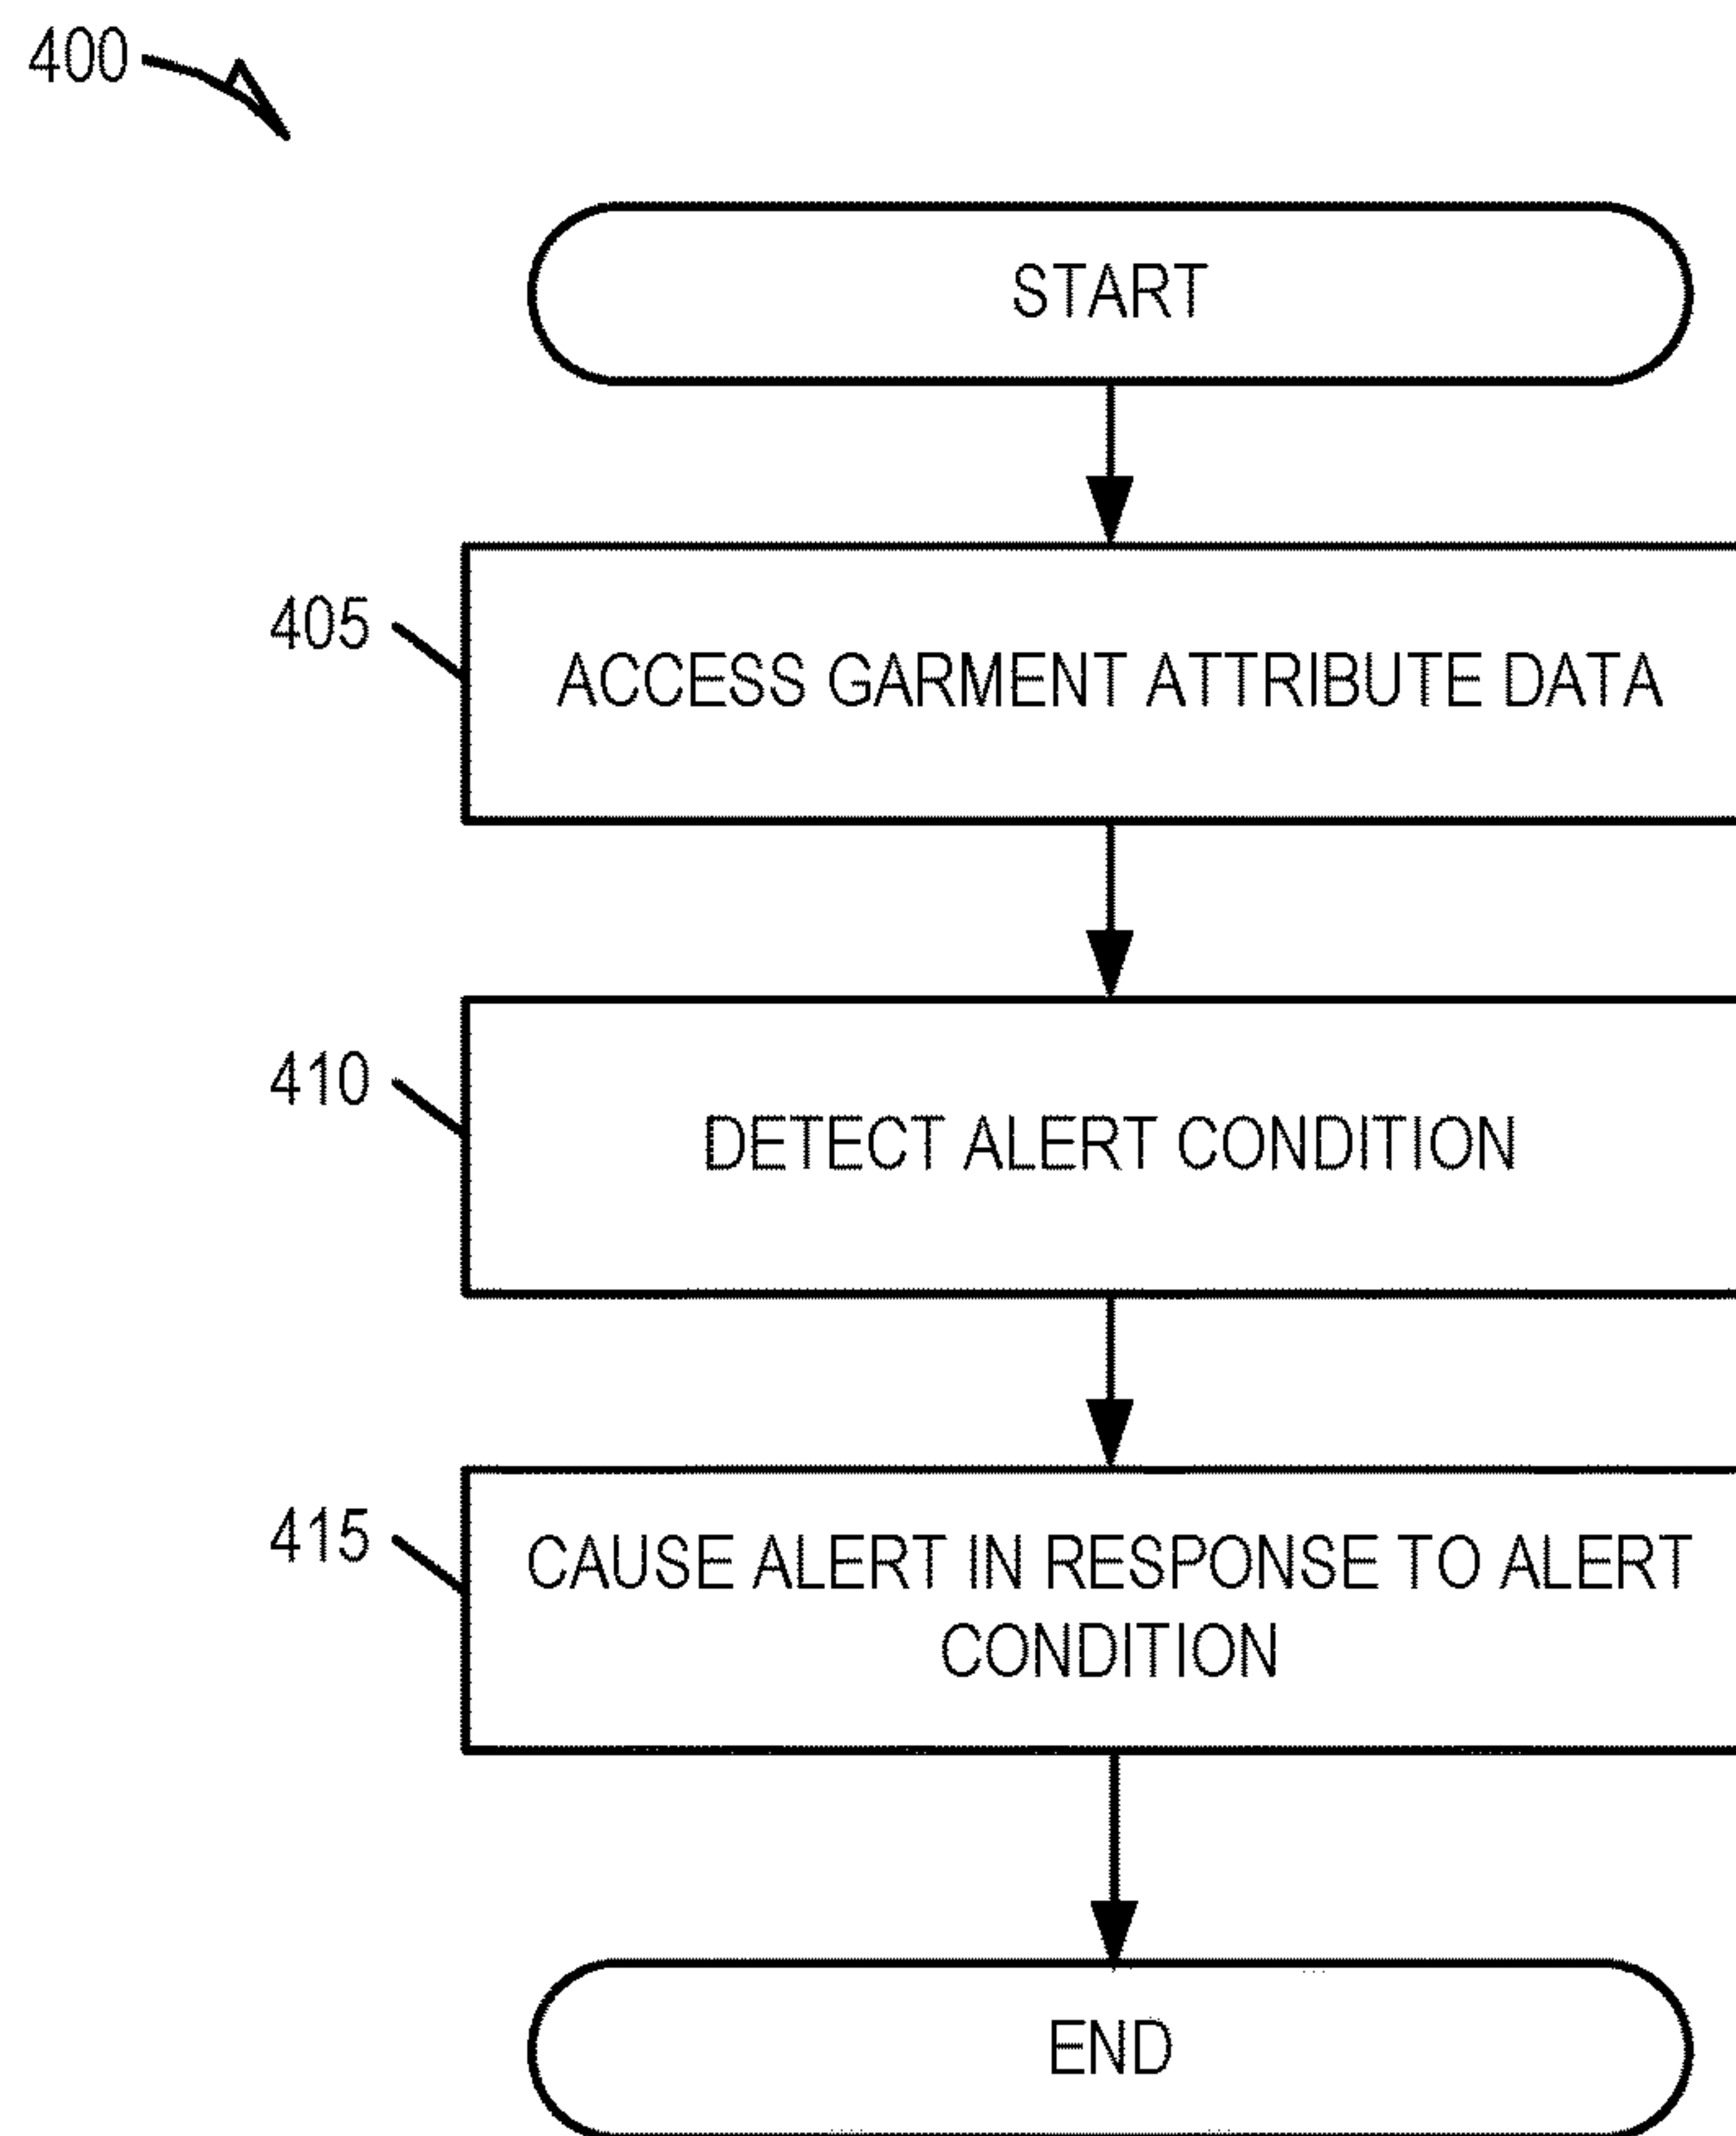 400
START
405
ACCESS GARMENT ATTRIBUTE DATA
410
DETECT ALERT CONDITION
415
CAUSE ALERT IN RESPONSE TO ALERT
CONDITION
END